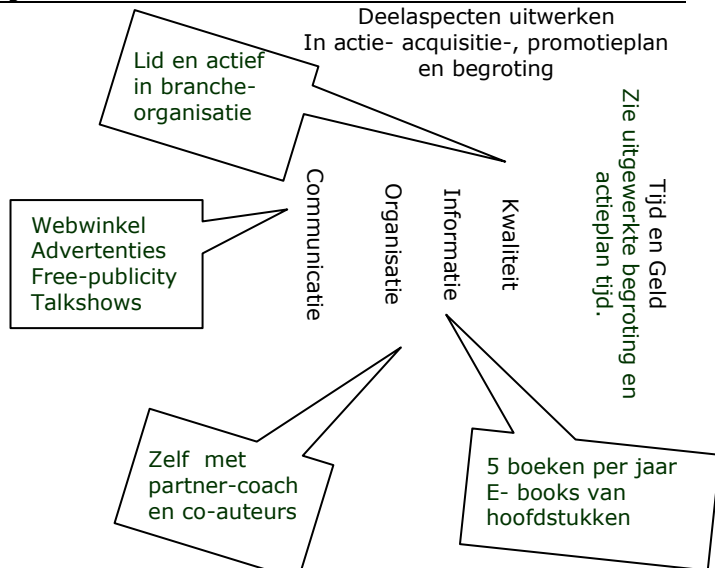 Deelaspecten uitwerken
In actie- acquisitie-, promotieplan
en begroting
Lid en actief
in branche-
organisatie
Webwinkel
Advertenties
Free-publicity
Talkshows
Communicatie
Organisatie
Informatie
Kwaliteit
Tijd en Geld
Zie uitgewerkte begroting en
actieplan tijd.
Zelf  met
partner-coach
en co-auteurs
5 boeken per jaar
E- books van
hoofdstukken